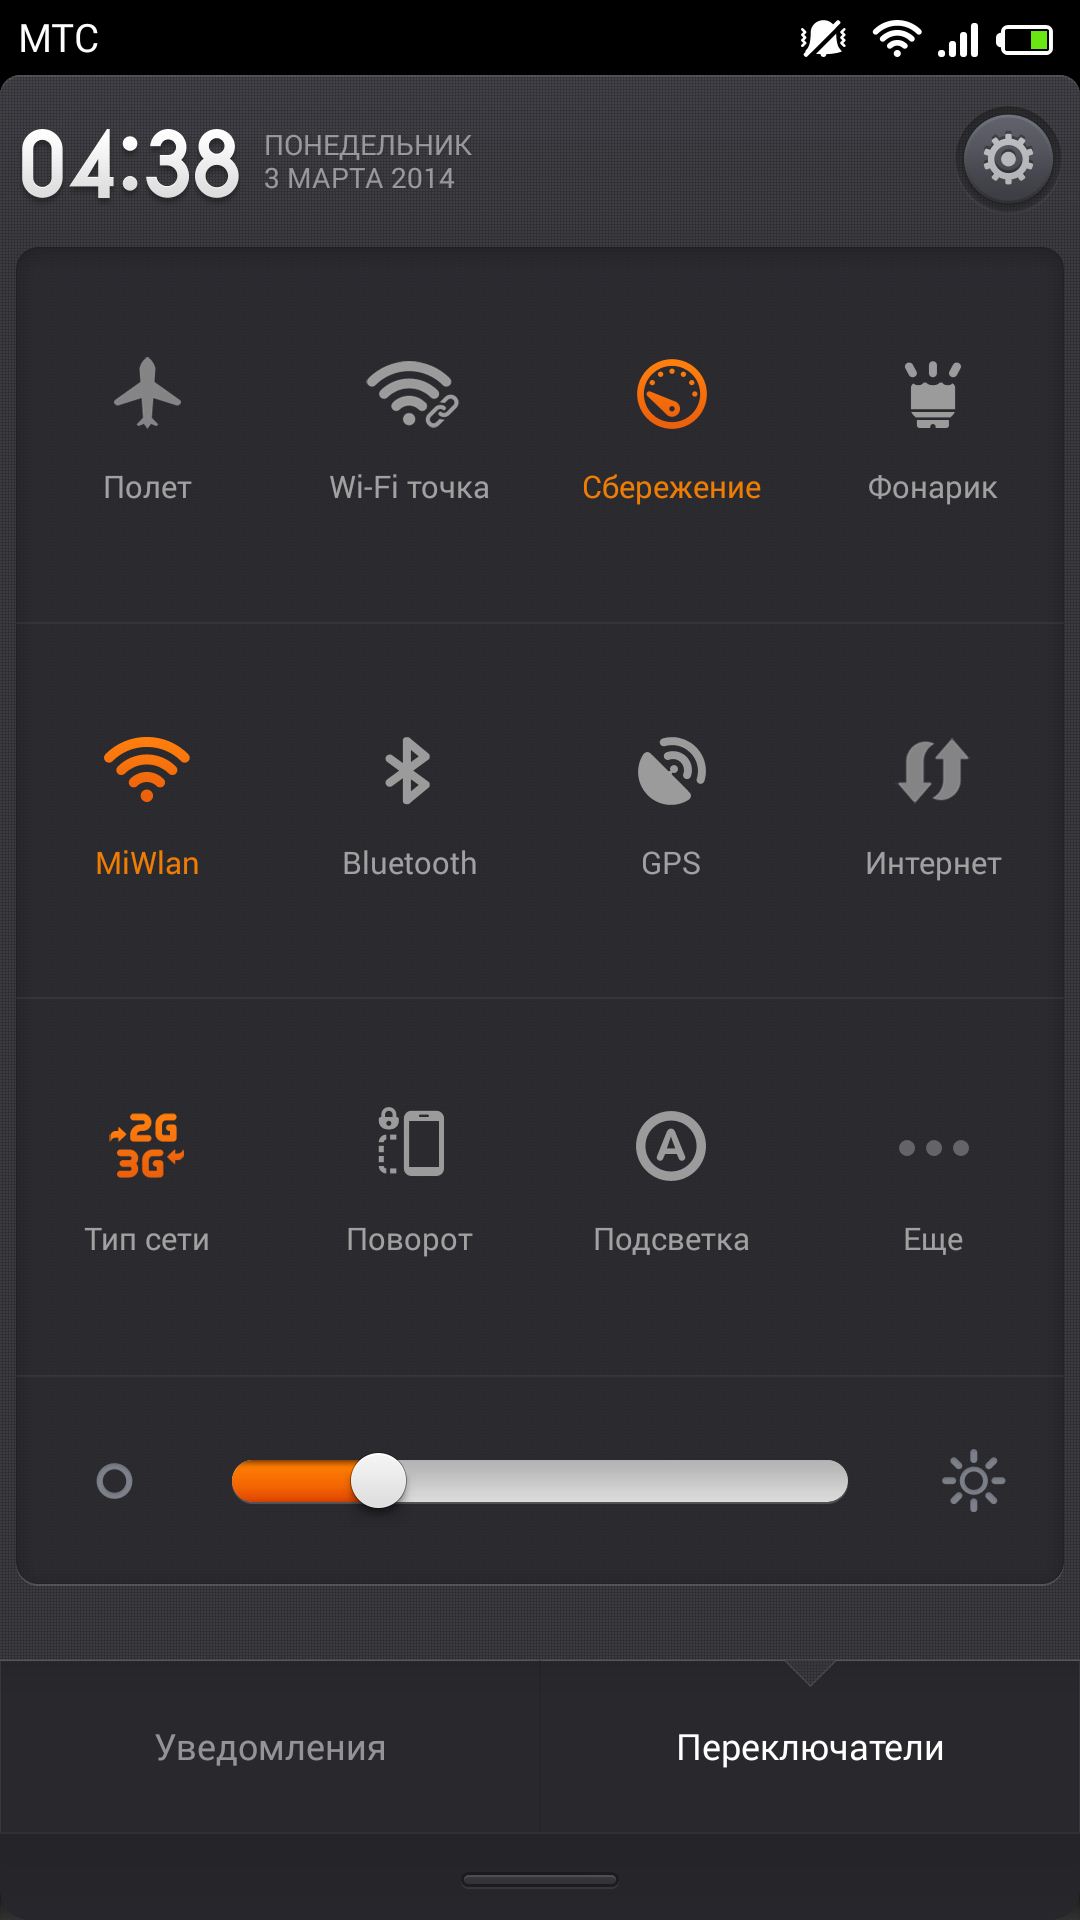 МТС
04:38
ПОНЕДЕЛЬНИК
3 МАРТА 2014
Полет
Wi-Fi точка
Сбережение
Фонарик
MiWlan
Bluetooth
GPS
Интернет
2G
3G
A
Тип сети
Поворот
Подсветка
Еще
Уведомления
Переключатели